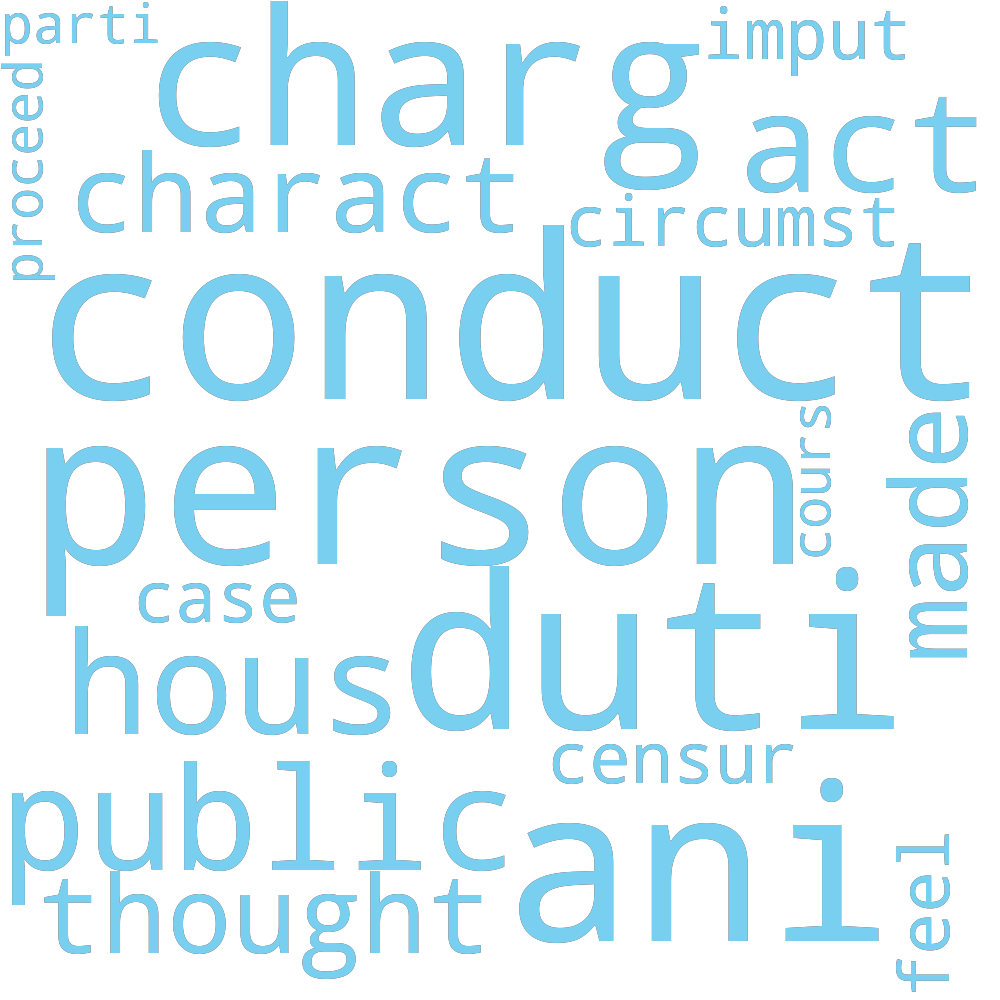 parti
charg
imput
proceed
act
charact
circumst
conduct
person
cours
made
case
duti
hous
censur
public
ani
thought
feel